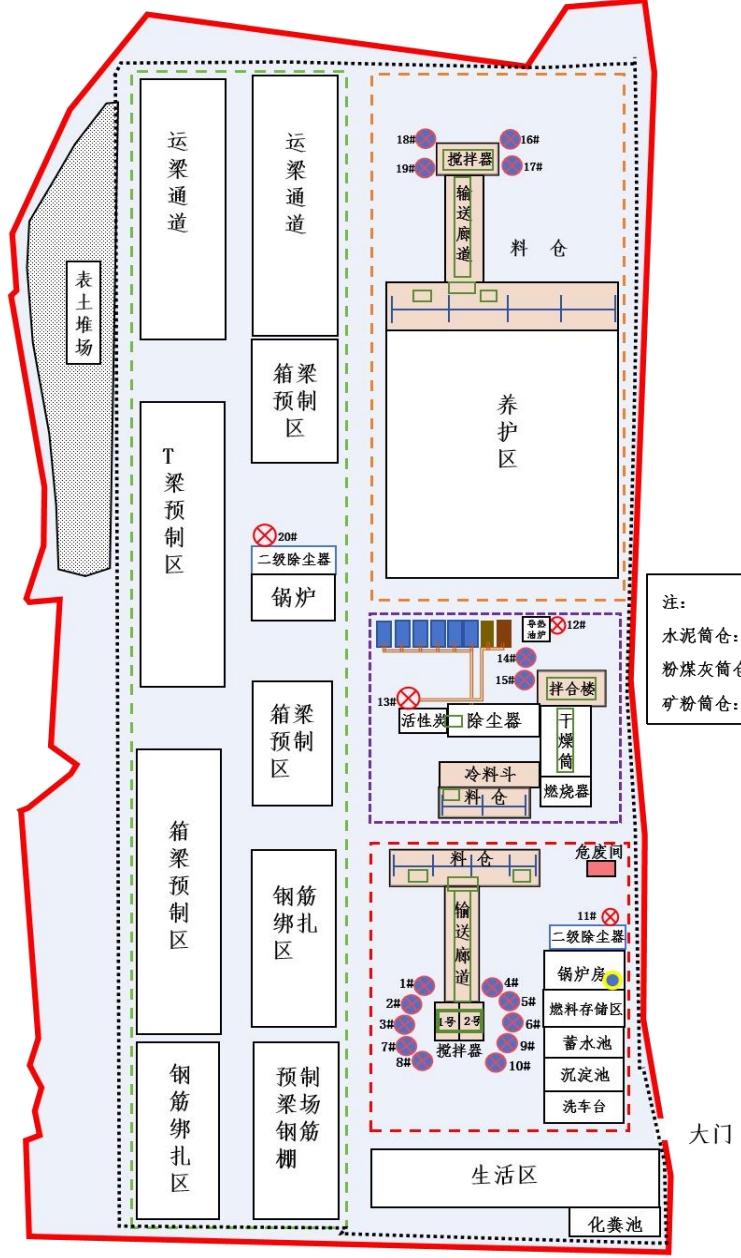 运梁通道
运梁通道
18#
16#
搅拌器
19#
17#
输送廊道
料 仓
表土堆场
箱梁预制区
养护区
T梁预制区
20#
二级除尘器
锅炉
注：
水泥筒仓：
粉煤灰筒仓
矿粉筒仓：
导热油炉
12#
14#
15#
拌合楼
13#
活性炭
除尘器
干燥筒
箱梁预制区
冷料斗
料 仓
燃烧器
箱梁预制区
料 仓
危废间
钢筋绑扎区
输送廊道
11#
二级除尘器
锅炉房
1#
4#
2#
5#
燃料存储区
3#
1号
2号
6#
蓄水池
7#
搅拌器
9#
8#
10#
沉淀池
洗车台
钢筋绑扎区
预制梁场钢筋棚
大门
生活区
化粪池